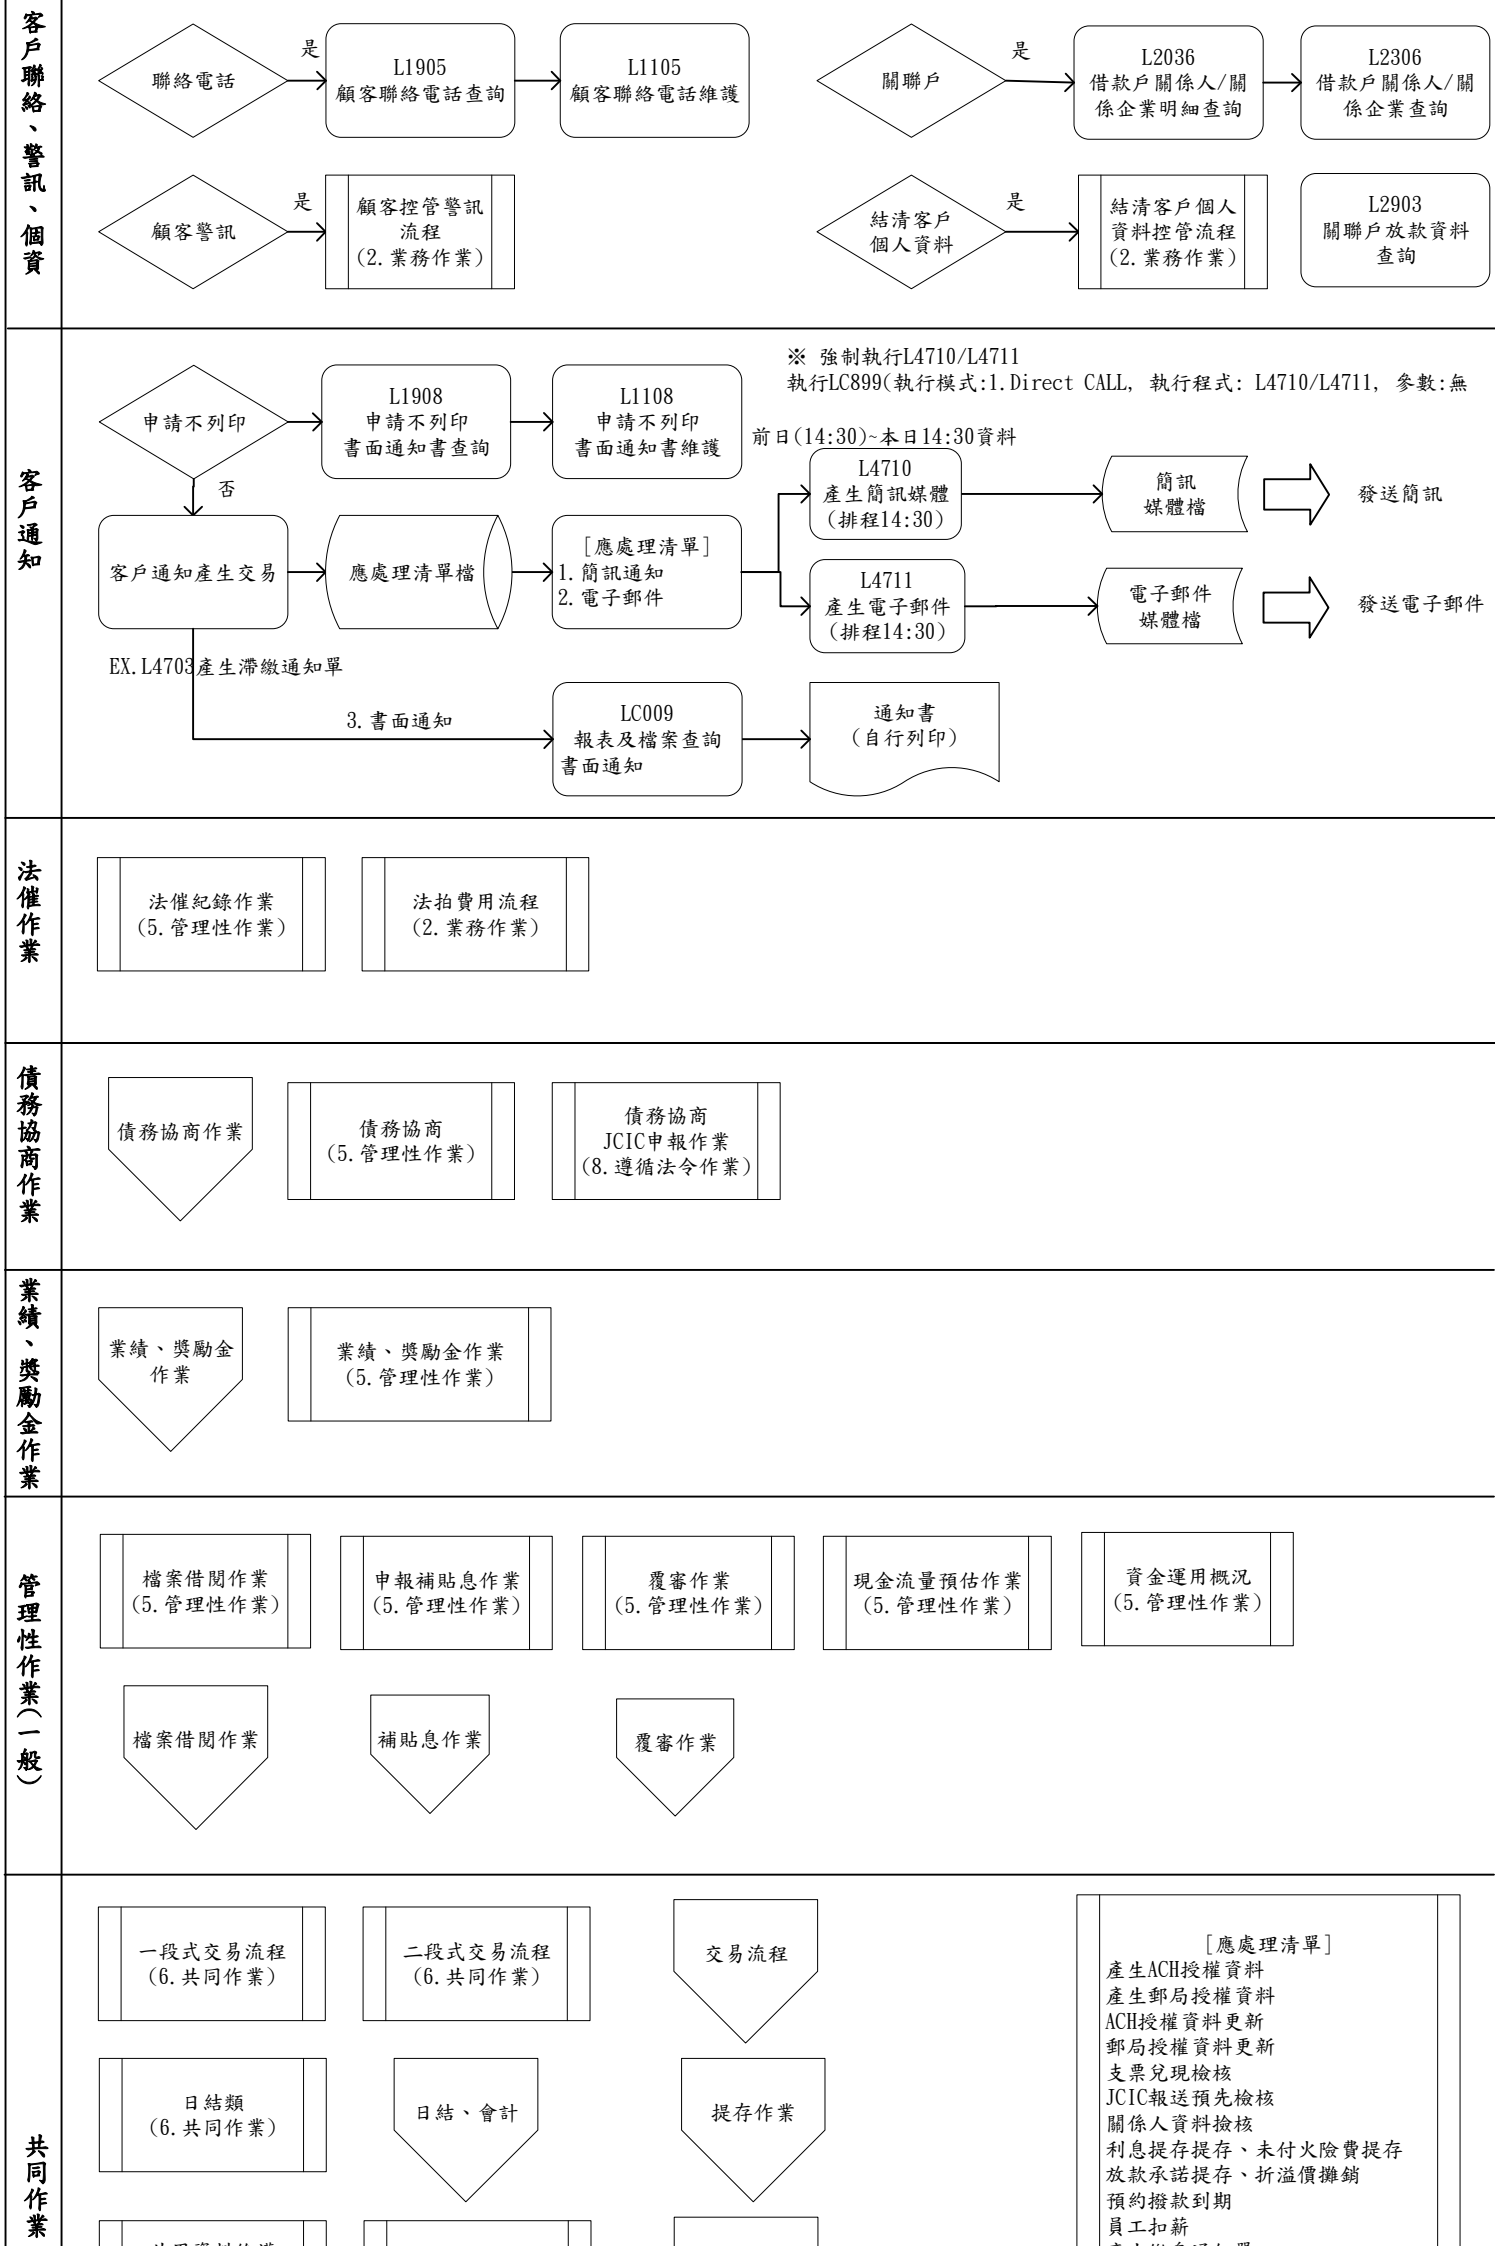 客戶聯絡、警訊、個資
聯絡電話
是
L1905
顧客聯絡電話查詢
L1105
顧客聯絡電話維護
關聯戶
是
L2036
借款戶關係人/關
係企業明細查詢
L2306
借款戶關係人/關
係企業查詢
顧客警訊
是
顧客控管警訊
流程
(2.業務作業)
結清客戶
個人資料
是
結清客戶個人
資料控管流程
(2.業務作業)
L2903
關聯戶放款資料
查詢
客戶通知
※ 強制執行L4710/L4711
執行LC899(執行模式:1.Direct CALL, 執行程式: L4710/L4711, 參數:無
申請不列印
L1908
申請不列印
書面通知書查詢
L1108
申請不列印
書面通知書維護
前日(14:30)~本日14:30資料
否
客戶通知產生交易
應處理清單檔
[應處理清單]
1.簡訊通知
2.電子郵件
L4710
產生簡訊媒體
(排程14:30)
簡訊
媒體檔
發送簡訊
L4711
產生電子郵件
(排程14:30)
電子郵件
媒體檔
發送電子郵件
EX.L4703產生滯繳通知單
3.書面通知
LC009
報表及檔案查詢
書面通知
通知書
(自行列印)
法催作業
法催紀錄作業
(5.管理性作業)
法拍費用流程
(2.業務作業)
債務協商作業
債務協商作業
債務協商
(5.管理性作業)
債務協商
JCIC申報作業
(8.遵循法令作業)
業績、獎勵金作業
業績、獎勵金
作業
業績、獎勵金作業
(5.管理性作業)
管理性作業(一般)
檔案借閱作業
(5.管理性作業)
申報補貼息作業
(5.管理性作業)
覆審作業
(5.管理性作業)
現金流量預估作業
(5.管理性作業)
資金運用概況
(5.管理性作業)
檔案借閱作業
補貼息作業
覆審作業
共同作業
一段式交易流程
(6.共同作業)
二段式交易流程
(6.共同作業)
交易流程
日結類
(6.共同作業)
日結、會計
提存作業
[應處理清單]
產生ACH授權資料
產生郵局授權資料
ACH授權資料更新
郵局授權資料更新
支票兌現檢核
JCIC報送預先檢核
關係人資料撿核
利息提存提存、未付火險費提存
放款承諾提存、折溢價攤銷
預約撥款到期
員工扣薪